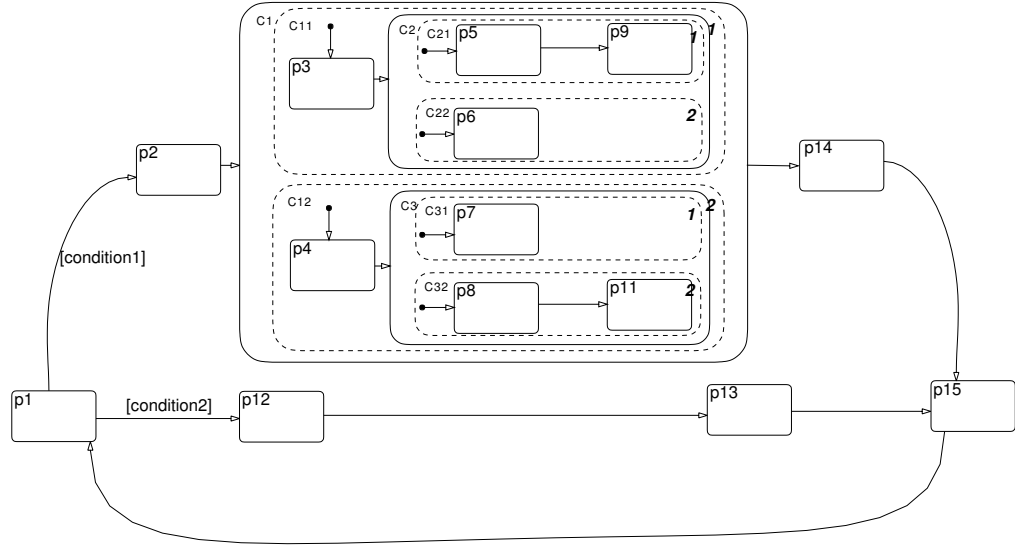 C1
C11
p3
C2
C21
p5
p9
1
1
C22
p6
2
p2
p14
C12
p4
C3
C31
p7
1
2
C32
p8
p11
2
[condition1]
p1
[condition2]
p12
p13
p15